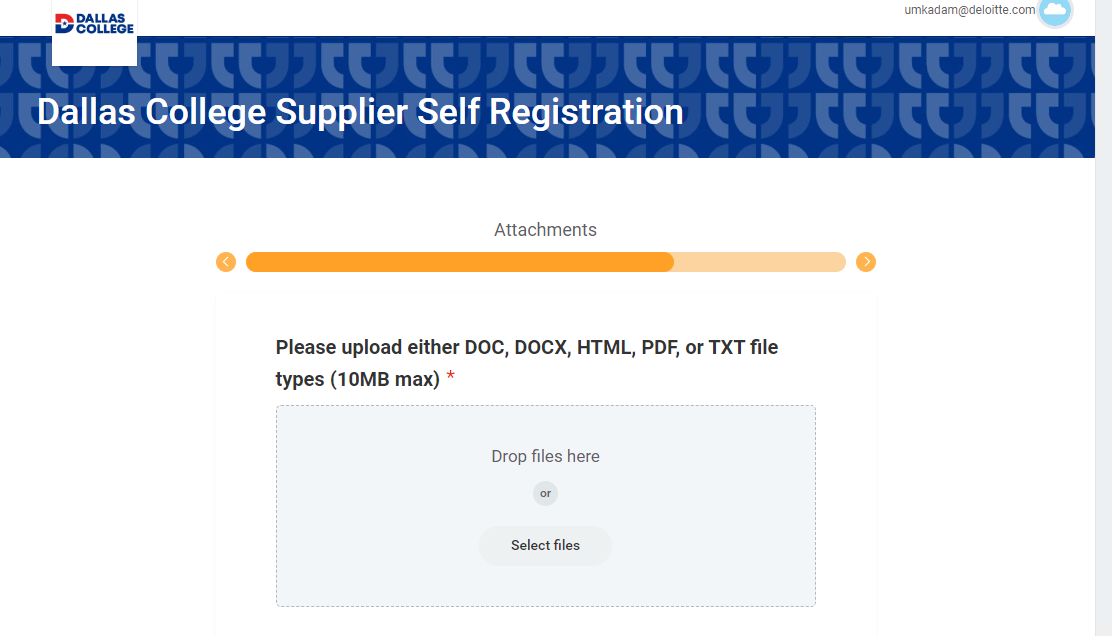 umkadam@deloitte.com
DALLAS
COLLEGE
Dallas College Supplier Self Registration
Attachments
Please upload either DOC, DOCX, HTML, PDF, or TXT file
types (10MB max) *
Drop files here
or
Select files